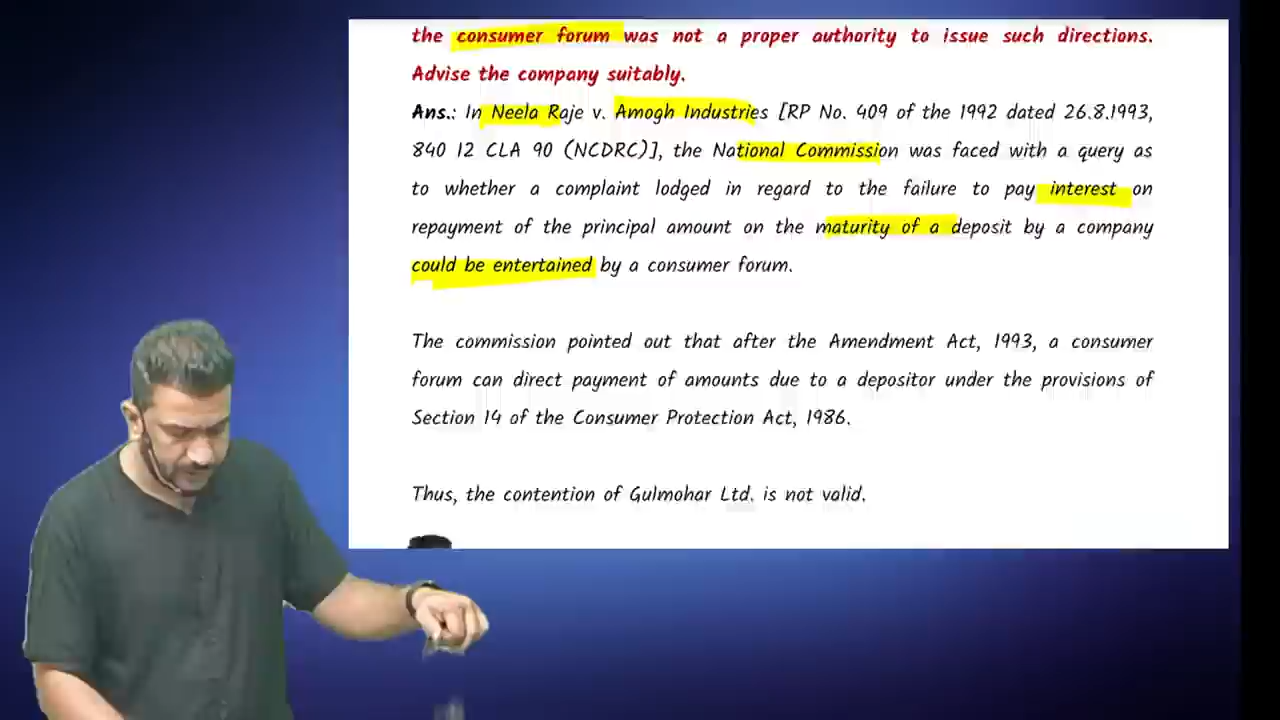 the consumer forum was not a proper authority to issue such directions.
Advise the company suitably.
Ans.: In Neela Raje v. Amogh Industries [RP No. 409 of the 1992 dated 26.8.1993,
840 12 CLA 90 (NCDRC)], the National Commission was faced with a query as
to whether a complaint lodged in regard to the failure to pay interest on
repayment of the principal amount on the maturity of a deposit by a company
could be entertained by a consumer forum.
The commission pointed out that after the Amendment Act, 1993, a consumer
forum can direct payment of amounts due to a depositor under the provisions of
Section 14 of the Consumer Protection Act, 1986.
Thus, the contention of Gulmohar Ltd. is not valid.